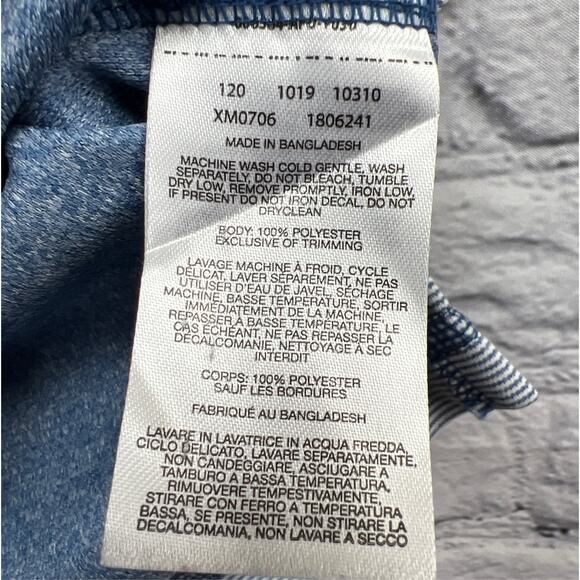 120 1019 10310
XM0706 1806241
MADE IN BANGLADESH
MACHINE WASH COLD GENTLE, WASH
SEPARATELY, DO NOT BLEACH, TUMBLE
DRY LOW, REMOVE PROMPTLY, IRON LOW,
IF PRESENT DO NOT IRON DECAL, DO NOT
DRYCLEAN
BODY: 100% POLYESTER
EXCLUSIVE OF TRIMMING
LAVAGE MACHINE À FROID, CYCLE
DÉLICAT, LAVER SÉPAREMENT, NE PAS
UTILISER D'EAU DE JAVEL, SÉCHAGE
MACHINE, BASSE TEMPÉRATURE, SORTIR
IMMÉDIATEMENT DE LA MACHINE,
REPASSER À BASSE TEMPÉRATURE, LE
CAS ÉCHÉANT, NE PAS REPASSER LA
DÉCALCOMANIE, NETTOYAGE À SEC
INTERDIT
CORPS: 100% POLYESTER
SAUF LES BORDURES
FABRIQUÉ AU BANGLADESH
LAVARE IN LAVATRICE IN ACQUA FREDDA,
CICLO DELICATO, LAVARE SEPARATAMENTE,
NON CANDEGGIARE, ASCIUGARE A
TAMBURO A BASSA TEMPERATURA,
RIMUOVERE TEMPESTIVAMENTE,
STIRARE CON FERRO A TEMPERATURA
BASSA, SE PRESENTE, NON STIRARE LA
DECALCOMANIA, NON LAVARE A SECCO